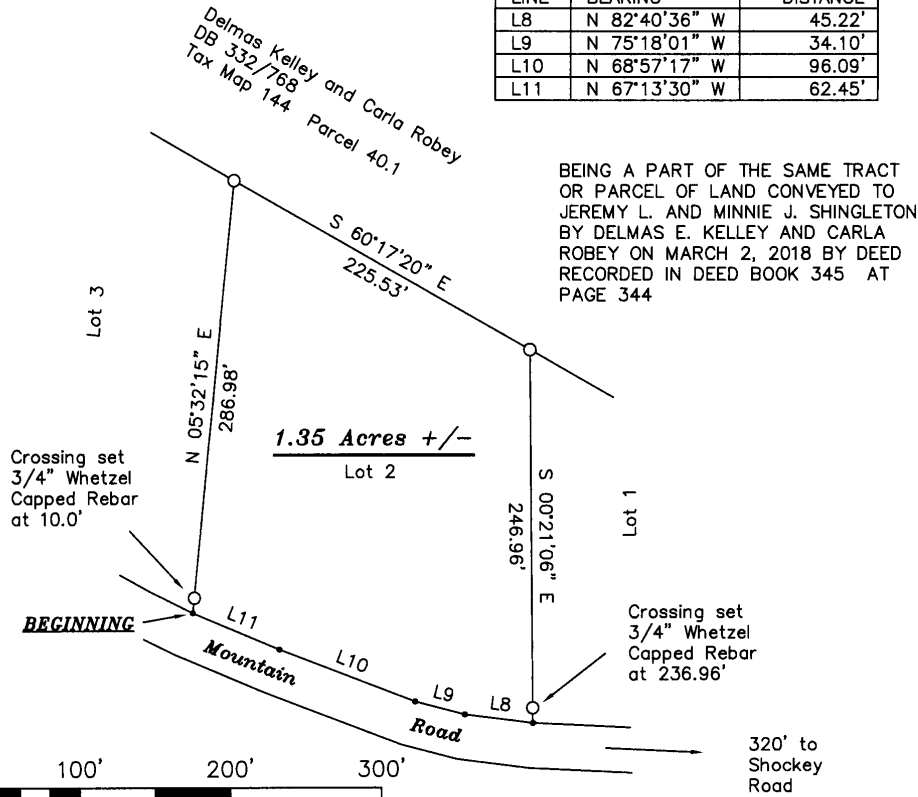 LINE BEARING DISTANCE
L8 N 82°40'36" W 45.22'
L9 N 75°18'01" W 34.10'
L10 N 68°57'17" W 96.09'
L11 N 67°13'30" W 62.45'
Delmas Kelley and Carla Robey
DB 332/768
Tax Map 144 Parcel 40.1
BEING A PART OF THE SAME TRACT
OR PARCEL OF LAND CONVEYED TO
JEREMY L. AND MINNIE J. SHINGLETON
BY DELMAS E. KELLEY AND CARLA
ROBEY ON MARCH 2, 2018 BY DEED
RECORDED IN DEED BOOK 345 AT
PAGE 344
S 60°17'20" E
225.53'
Lot 3
N 05°32'15" E
286.98'
1.35 Acres +/-
Lot 2
S 00°21'06" E
246.96'
Lot 1
Crossing set
3/4" Whetzel
Capped Rebar
at 10.0'
BEGINNING
L11
L10
L9
L8
Mountain
Road
Crossing set
3/4" Whetzel
Capped Rebar
at 236.96'
320' to
Shockey
Road
100' 200' 300'